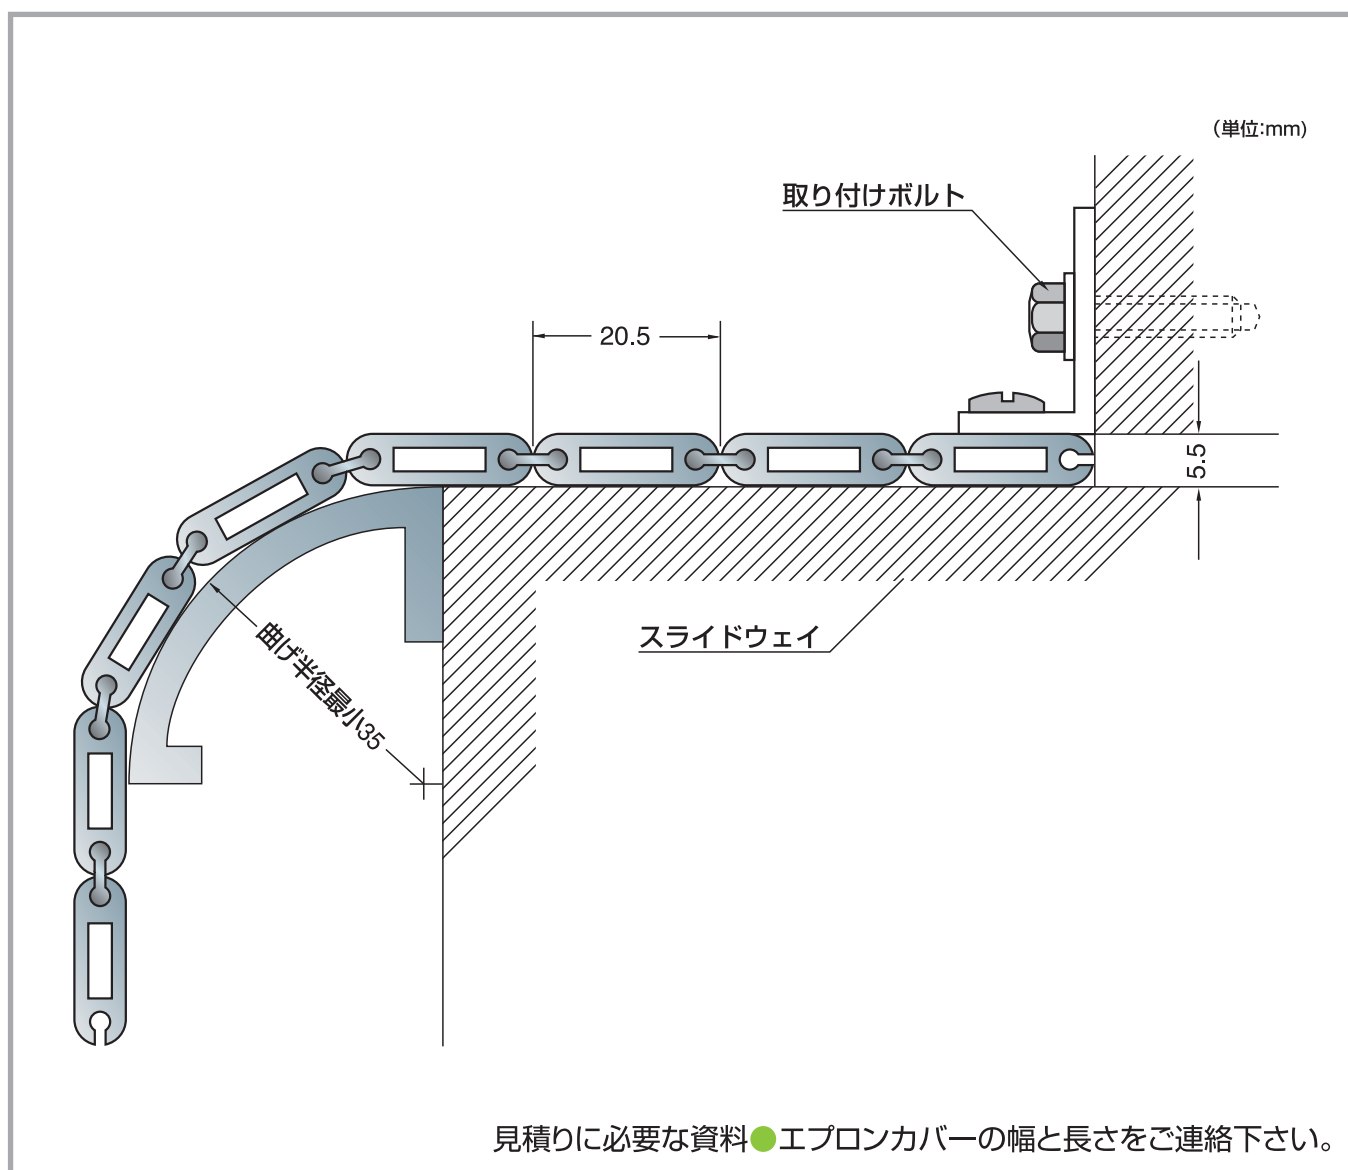 (単位:mm)
取り付けボルト
20.5
5.5
スライドウェイ
曲げ半径最小35
見積りに必要な資料●エプロンカバーの幅と長さをご連絡下さい。